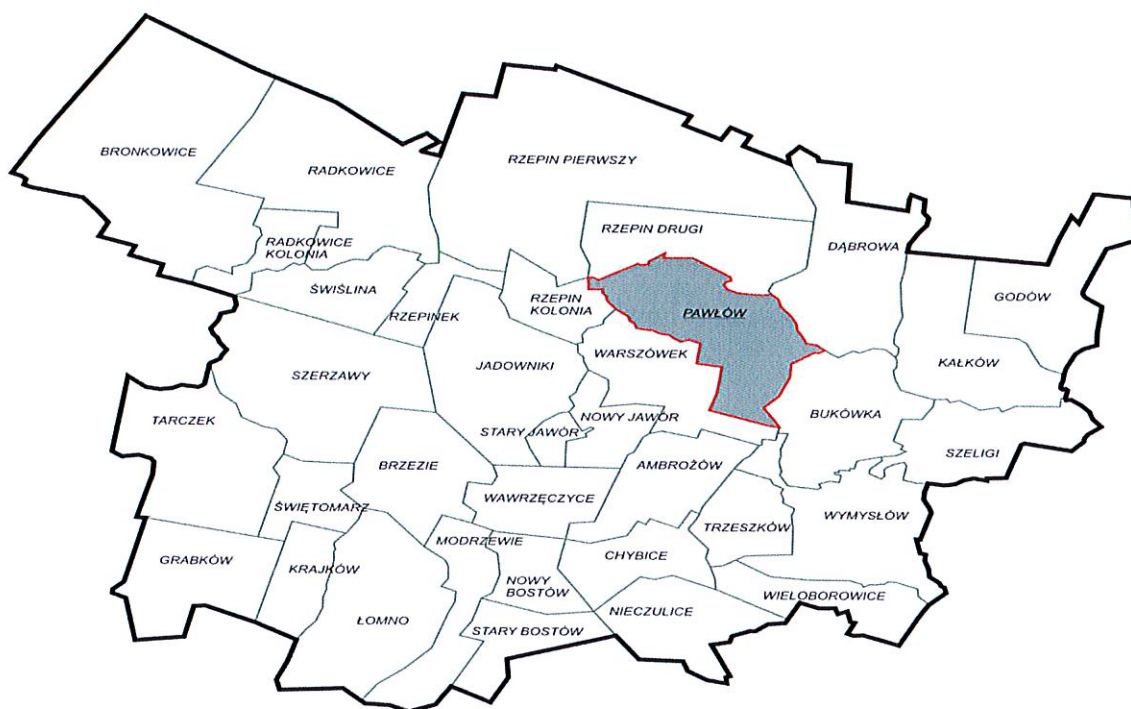 BRONKOWICE
RADKOWICE
RZEPIN PIERWSZY
RADKOWICE
KOLONIA
RZEPIN DRUGI
DĄBROWA
ŚWIŚLINA
RZEPINEK
RZEPIN
KOLONIA
PAWŁÓW
GODÓW
KAŁKÓW
WARSZÓWEK
JADOWNIKI
SZERZAWY
TARCZEK
NOWY JAWÓR
STARY JAWÓR
BUKÓWKA
SZELIGI
BRZEZIE
AMBROŻÓW
WAWRZĘCZYCE
ŚWIĘTOMARZ
TRZESZKÓW
WYMYSŁÓW
MODRZEWIE
GRABKÓW
KRAJKÓW
CHYBICE
NOWY
BOSTÓW
WIELOBOROWICE
NIECZULICE
ŁOMNO
STARY BOSTÓW